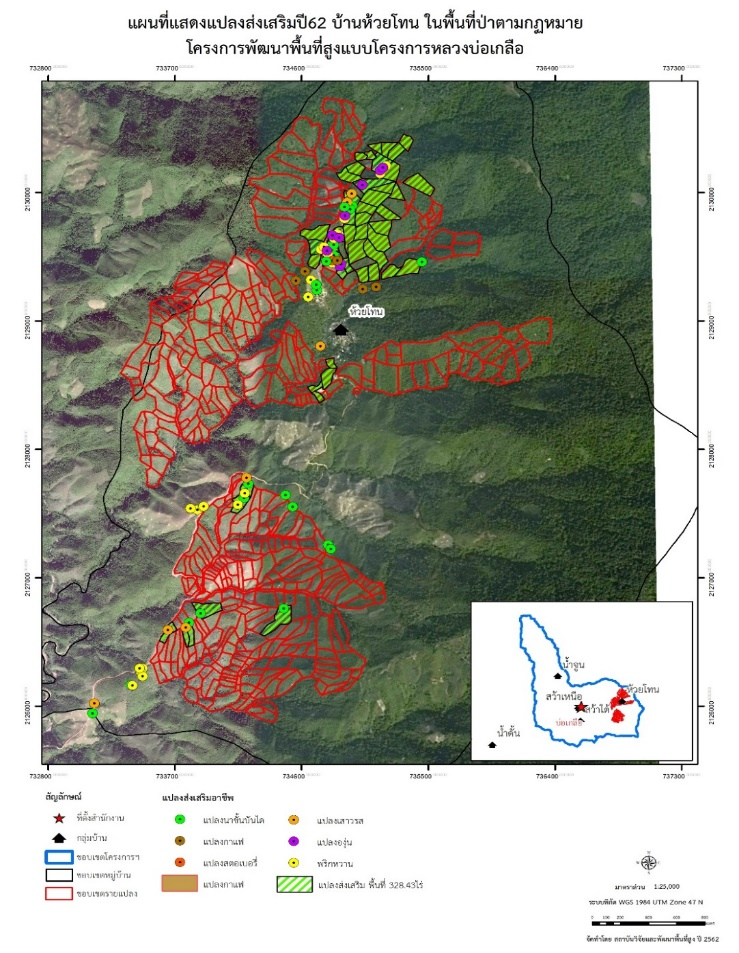 แผนที่แสดงแปลงส่งเสริมปี62 บ้านห้วยโทน ในพื้นที่ป่าตามกฎหมาย
โครงการพัฒนาพื้นที่สูงแบบโครงการหลวงบ่อเกลือ
732800 733700 734600 735500 736400 737300
2130000 2130000
2129000 2129000
2128000 2128000
2127000 2127000
2126000 2126000
ห้วยโทน
น้ำจูน
สว้าเหนือ
ห้วยโทน
สว้าใต้
บ่อเกลือ
732800 733700 734600 735500 736400 737300
สัญลักษณ์
ที่ตั้งสำนักงาน
กลุ่มบ้าน
ขอบเขตโครงการฯ
ขอบเขตหมู่บ้าน
ขอบเขตรายแปลง
แปลงส่งเสริมอาชีพ
แปลงนาขั้นบันได
แปลงกาแฟ
แปลงสตอเบอรี่
แปลงกาแฟ
แปลงเสาวรส
แปลงองุ่น
พริกหวาน
แปลงส่งเสริม พื้นที่ 328.43ไร่
มาตราส่วน 1:25,000
ระบบพิกัด WGS 1984 UTM Zone 47 N
จัดทำโดย สถาบันวิจัยและพัฒนาพื้นที่สูง ปี 2562